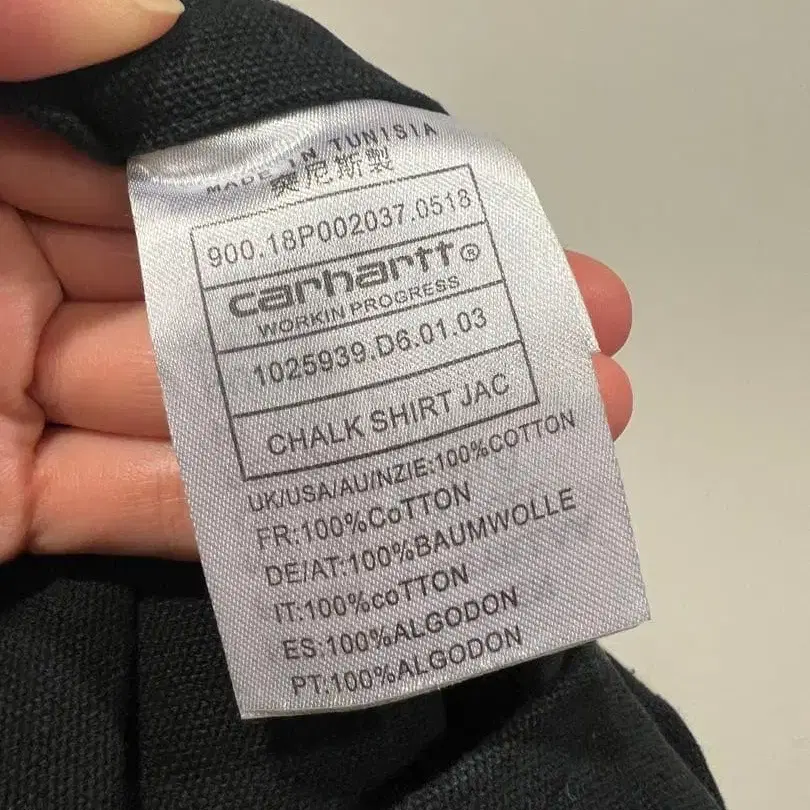 MADE IN TUNISIA
突尼斯製
900.18P002037.0518
carhartt®
WORKIN PROGRESS
1025939.D6.01.03
CHALK SHIRT JAC
UK/USA/AU/NZIE:100%COTTON
FR:100%CoTTON
DE/AT:100%BAUMWOLLE
IT:100%coTTON
ES:100%ALGODON
PT:100%ALGODON